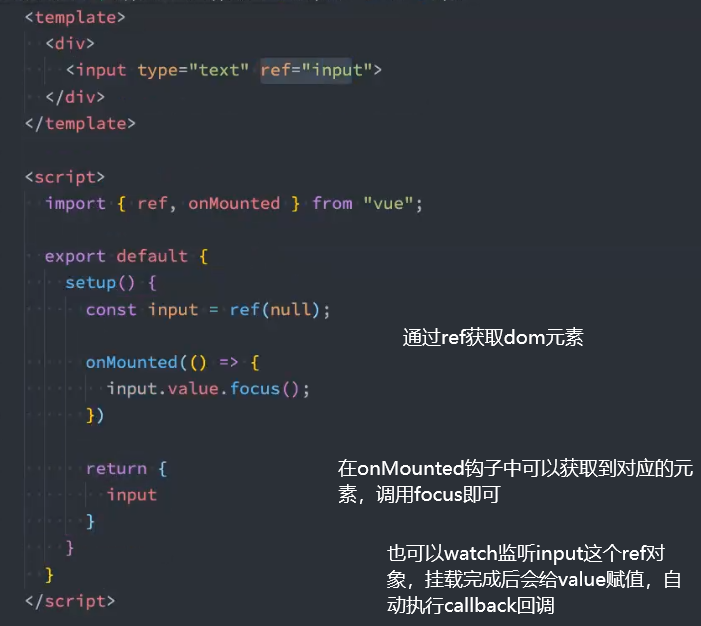 <template>
<div>
<input type="text" ref="input">
</div>
</template>
<script>
import { ref, onMounted } from "vue";
export default {
setup() {
const input = ref(null);
通过ref获取dom元素
onMounted(() => {
input.value.focus();
})
return {
在onMounted钩子中可以获取到对应的元
input
素，调用focus即可
}
}
也可以watch监听input这个ref对
}
象，挂载完成后会给value赋值，自
</script>
动执行callback回调